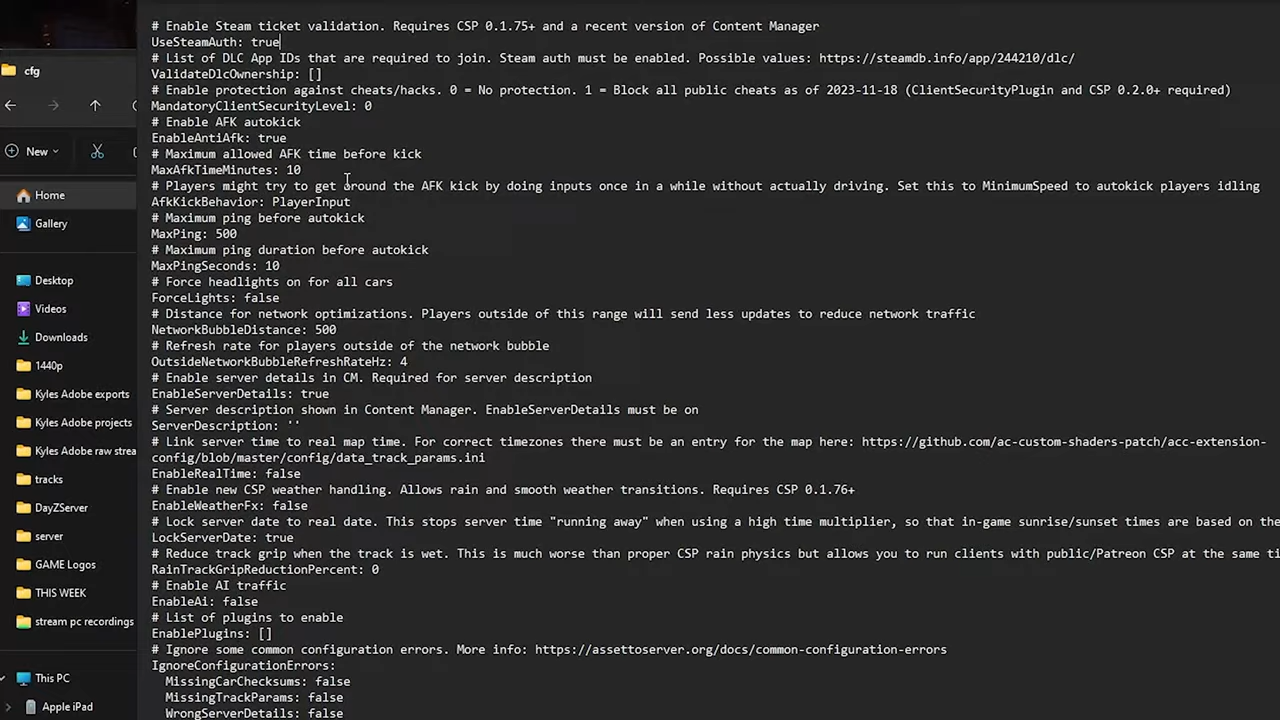 # Enable Steam ticket validation. Requires CSP 0.1.75+ and a recent version of Content Manager
UseSteamAuth: true
# List of DLC App IDs that are required to join. Steam auth must be enabled. Possible values: https://steamdb.info/app/244210/dlc/
ValidateDlcOwnership: []
# Enable protection against cheats/hacks. 0 = No protection. 1 = Block all public cheats as of 2023-11-18 (ClientSecurityPlugin and CSP 0.2.0+ required)
MandatoryClientSecurityLevel: 0
# Enable AFK autokick
EnableAntiAfk: true
# Maximum allowed AFK time before kick
MaxAfkTimeMinutes: 10
# Players might try to get around the AFK kick by doing inputs once in a while without actually driving. Set this to MinimumSpeed to autokick players idling
AfkKickBehavior: PlayerInput
# Maximum ping before autokick
MaxPing: 500
# Maximum ping duration before autokick
MaxPingSeconds: 10
# Force headlights on for all cars
ForceLights: false
# Distance for network optimizations. Players outside of this range will send less updates to reduce network traffic
NetworkBubbleDistance: 500
# Refresh rate for players outside of the network bubble
OutsideNetworkBubbleRefreshRateHz: 4
# Enable server details in CM. Required for server description
EnableServerDetails: true
# Server description shown in Content Manager. EnableServerDetails must be on
ServerDescription: ''
# Link server time to real map time. For correct timezones there must be an entry for the map here: https://github.com/ac-custom-shaders-patch/acc-extension-
config/blob/master/config/data_track_params.ini
EnableRealTime: false
# Enable new CSP weather handling. Allows rain and smooth weather transitions. Requires CSP 0.1.76+
EnableWeatherFx: false
# Lock server date to real date. This stops server time "running away" when using a high time multiplier, so that in-game sunrise/sunset times are based on the
LockServerDate: true
# Reduce track grip when the track is wet. This is much worse than proper CSP rain physics but allows you to run clients with public/Patreon CSP at the same ti
RainTrackGripReductionPercent: 0
# Enable AI traffic
EnableAi: false
# List of plugins to enable
EnablePlugins: []
# Ignore some common configuration errors. More info: https://assettoserver.org/docs/common-configuration-errors
IgnoreConfigurationErrors:
MissingCarChecksums: false
MissingTrackParams: false
WrongServerDetails: false
cfg
New
Home
Gallery
Desktop
Videos
Downloads
1440p
Kyles Adobe exports
Kyles Adobe projects
Kyles Adobe raw strea
tracks
DayZServer
server
GAME Logos
THIS WEEK
stream pc recordings
This PC
Apple iPad